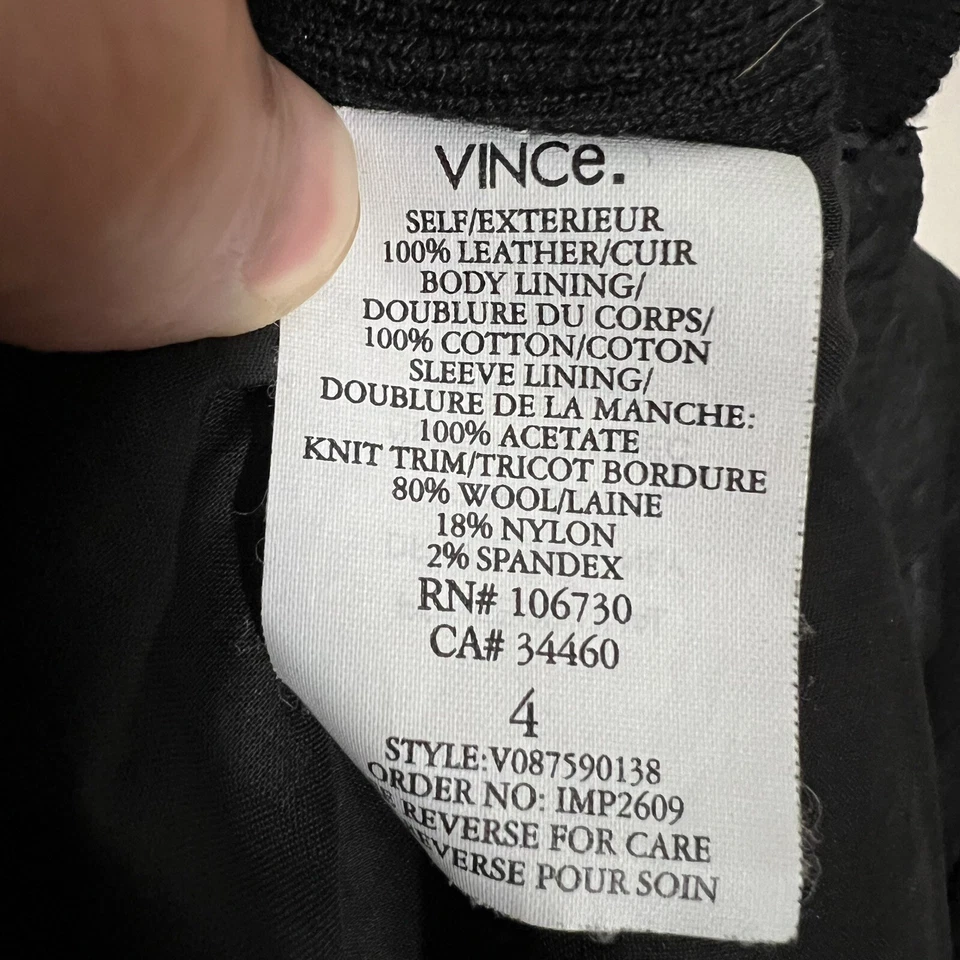 VINCe.
SELF/EXTERIEUR
100% LEATHER/CUIR
BODY LINING/
DOUBLURE DU CORPS/
100% COTTON/COTON
SLEEVE LINING/
DOUBLURE DE LA MANCHE:
100% ACETATE
KNIT TRIM/TRICOT BORDURE
80% WOOL/LAINE
18% NYLON
2% SPANDEX
RN# 106730
CA# 34460
4
STYLE:V087590138
ORDER NO: IMP2609
REVERSE FOR CARE
POUR SOIN